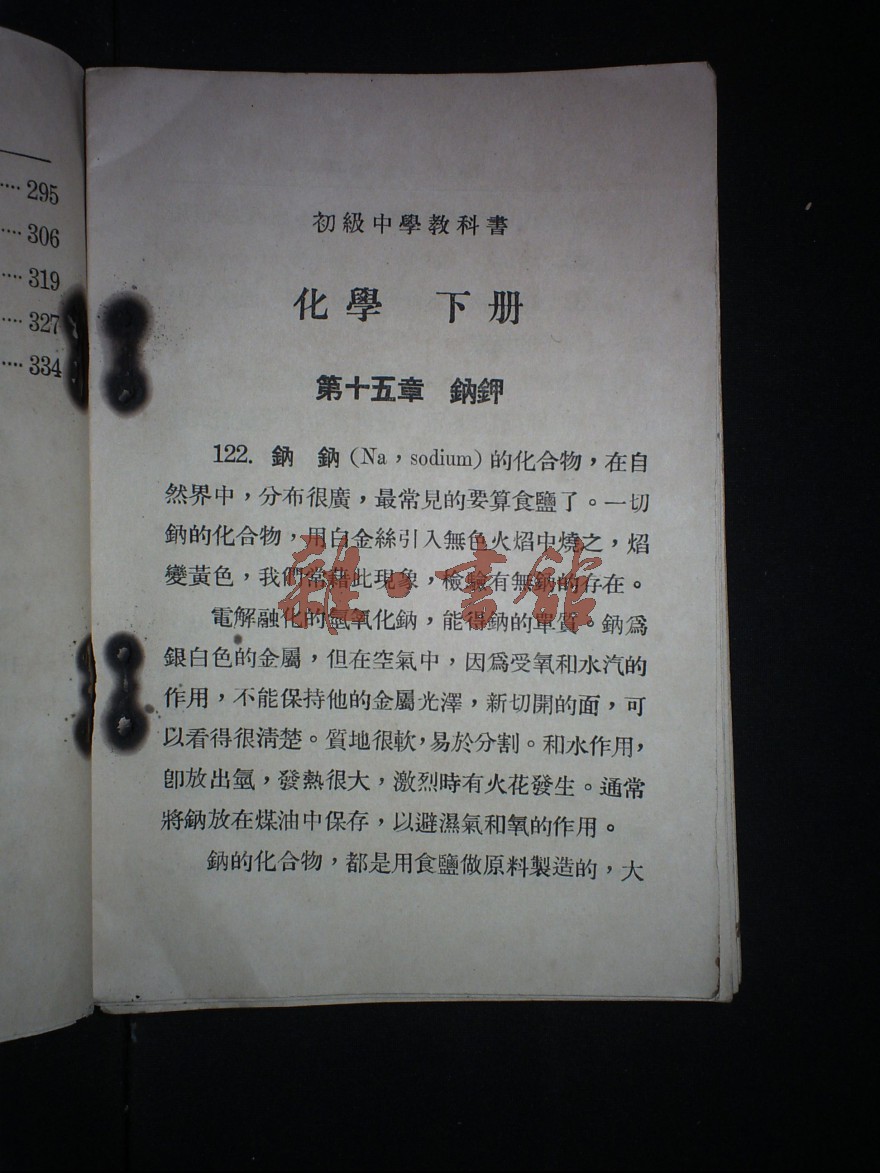 ···· 295
···· 306
···· 319
···· 327
···· 334
初級中學教科書
化學　下册
第十五章　鈉鉀
122. 鈉　鈉 (Na，sodium) 的化合物，在自
然界中，分布很廣，最常見的要算食鹽了。一切
鈉的化合物，用白金絲引入無色火焰中燒之，焰
變黃色，我們常藉此現象，檢驗有無鈉的存在。
電解融化的氫氧化鈉，能得鈉的單質。鈉爲
銀白色的金屬，但在空氣中，因爲受氧和水汽的
作用，不能保持他的金屬光澤，新切開的面，可
以看得很清楚。質地很軟，易於分割。和水作用，
卽放出氫，發熱很大，激烈時有火花發生。通常
將鈉放在煤油中保存，以避濕氣和氧的作用。
鈉的化合物，都是用食鹽做原料製造的，大
雜·書館